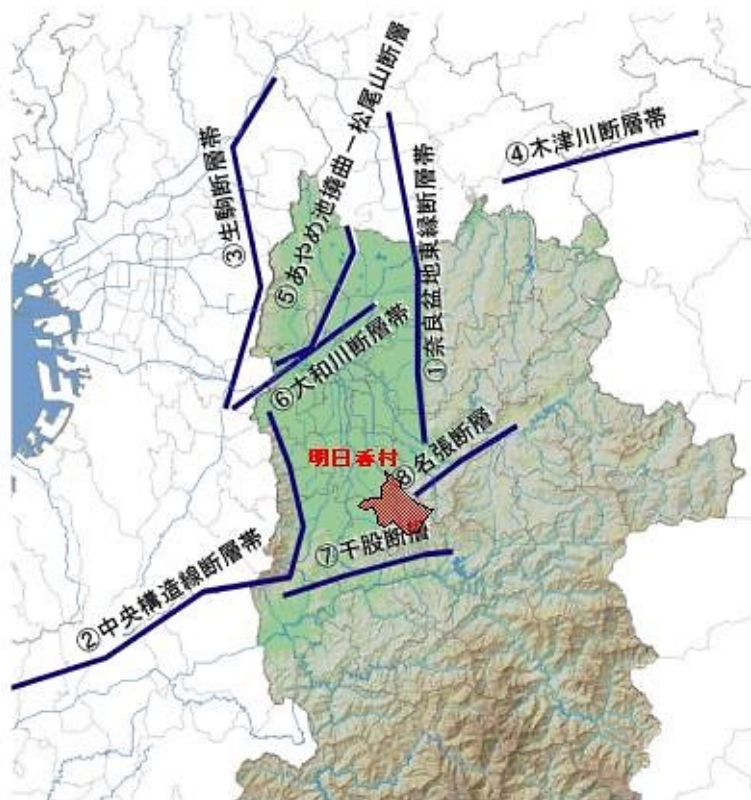 ③生駒断層帯
⑤あやめ池撓曲－松尾山断層
①奈良盆地東縁断層帯
④木津川断層帯
⑥大和川断層帯
明日香村
⑧名張断層
⑦千股断層
②中央構造線断層帯